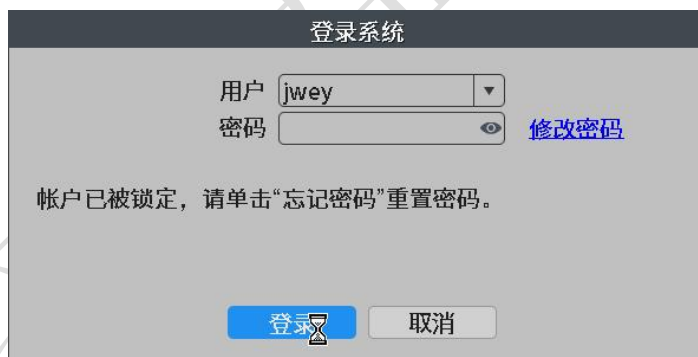 登录系统
用户 jwey
密码 修改密码
帐户已被锁定，请单击“忘记密码”重置密码。
登录 取消